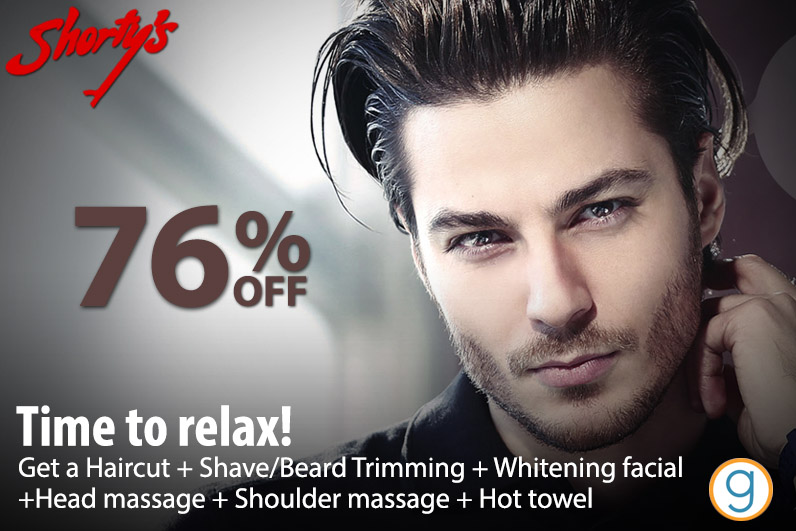 Shorty's
76%
OFF
Time to relax!
Get a Haircut + Shave/Beard Trimming + Whitening facial
+Head massage + Shoulder massage + Hot towel
g